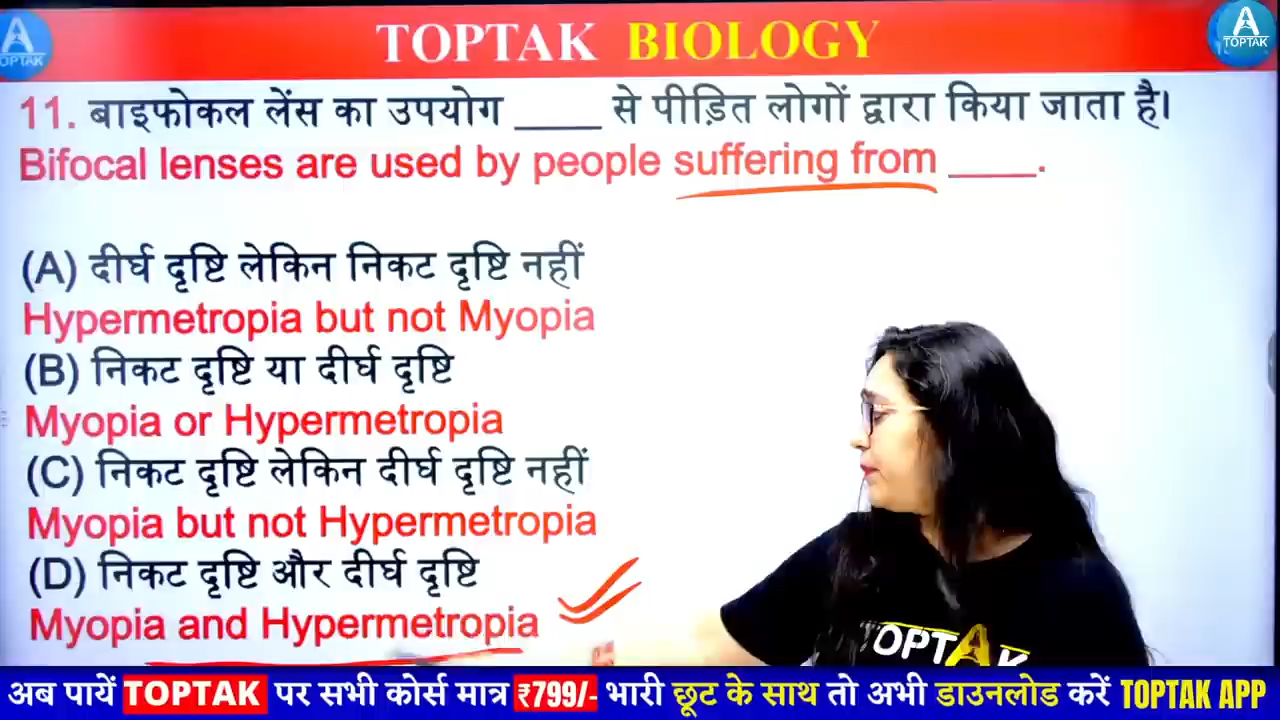 TOPTAK BIOLOGY
A
OPTAK
A
TOPTAK
11. बाइफोकल लेंस का उपयोग ____ से पीड़ित लोगों द्वारा किया जाता है।
Bifocal lenses are used by people suffering from ____.
(A) दीर्घ दृष्टि लेकिन निकट दृष्टि नहीं
Hypermetropia but not Myopia
(B) निकट दृष्टि या दीर्घ दृष्टि
Myopia or Hypermetropia
(C) निकट दृष्टि लेकिन दीर्घ दृष्टि नहीं
Myopia but not Hypermetropia
(D) निकट दृष्टि और दीर्घ दृष्टि
Myopia and Hypermetropia
TOPTAK
अब पायें TOPTAK पर सभी कोर्स मात्र ₹799/- भारी छूट के साथ तो अभी डाउनलोड करें TOPTAK APP